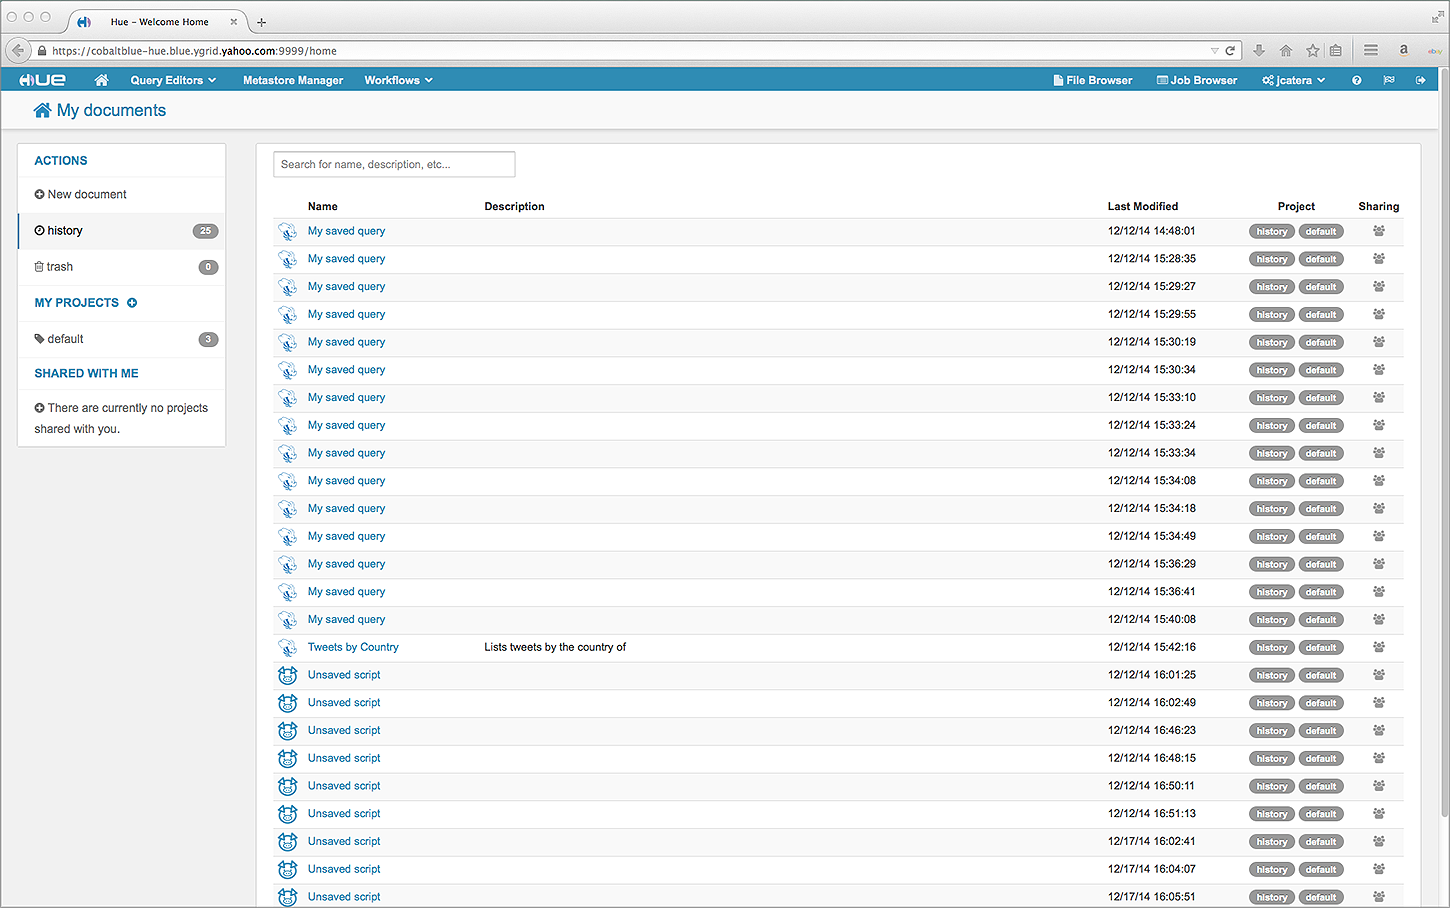 Hue - Welcome Home
https://cobaltblue-hue.blue.ygrid.yahoo.com:9999/home
a
ebay
HUE Query Editors Metastore Manager Workflows File Browser Job Browser jcatera
My documents
ACTIONS
New document
history 25
trash 0
MY PROJECTS
default 3
SHARED WITH ME
There are currently no projects
shared with you.
Search for name, description, etc...
Name Description Last Modified Project Sharing
My saved query 12/12/14 14:48:01 history default
My saved query 12/12/14 15:28:35 history default
My saved query 12/12/14 15:29:27 history default
My saved query 12/12/14 15:29:55 history default
My saved query 12/12/14 15:30:19 history default
My saved query 12/12/14 15:30:34 history default
My saved query 12/12/14 15:33:10 history default
My saved query 12/12/14 15:33:24 history default
My saved query 12/12/14 15:33:34 history default
My saved query 12/12/14 15:34:08 history default
My saved query 12/12/14 15:34:18 history default
My saved query 12/12/14 15:34:49 history default
My saved query 12/12/14 15:36:29 history default
My saved query 12/12/14 15:36:41 history default
My saved query 12/12/14 15:40:08 history default
Tweets by Country Lists tweets by the country of 12/12/14 15:42:16 history default
Unsaved script 12/12/14 16:01:25 history default
Unsaved script 12/12/14 16:02:49 history default
Unsaved script 12/12/14 16:46:23 history default
Unsaved script 12/12/14 16:48:15 history default
Unsaved script 12/12/14 16:50:11 history default
Unsaved script 12/12/14 16:51:13 history default
Unsaved script 12/17/14 16:02:41 history default
Unsaved script 12/17/14 16:04:07 history default
Unsaved script 12/17/14 16:05:51 history default